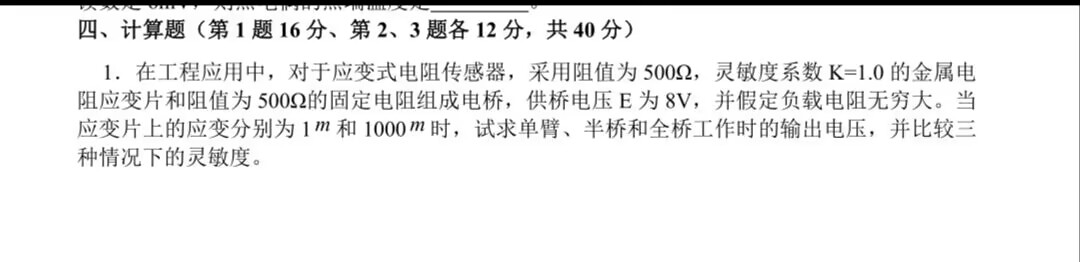 四、计算题（第 1 题 16 分、第 2、3 题各 12 分，共 40 分）
1．在工程应用中，对于应变式电阻传感器，采用阻值为 500Ω，灵敏度系数 K=1.0 的金属电
阻应变片和阻值为 500Ω的固定电阻组成电桥，供桥电压 E 为 8V，并假定负载电阻无穷大。当
应变片上的应变分别为 1 m 和 1000 m 时，试求单臂、半桥和全桥工作时的输出电压，并比较三
种情况下的灵敏度。